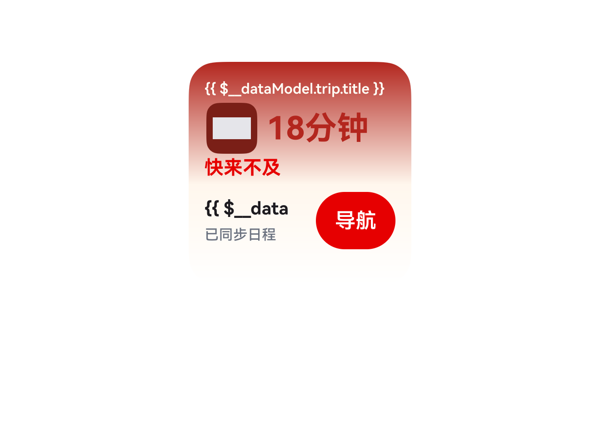 {{ $__dataModel.trip.title }}
18分钟
快来不及
{{ $__data
已同步日程
导航